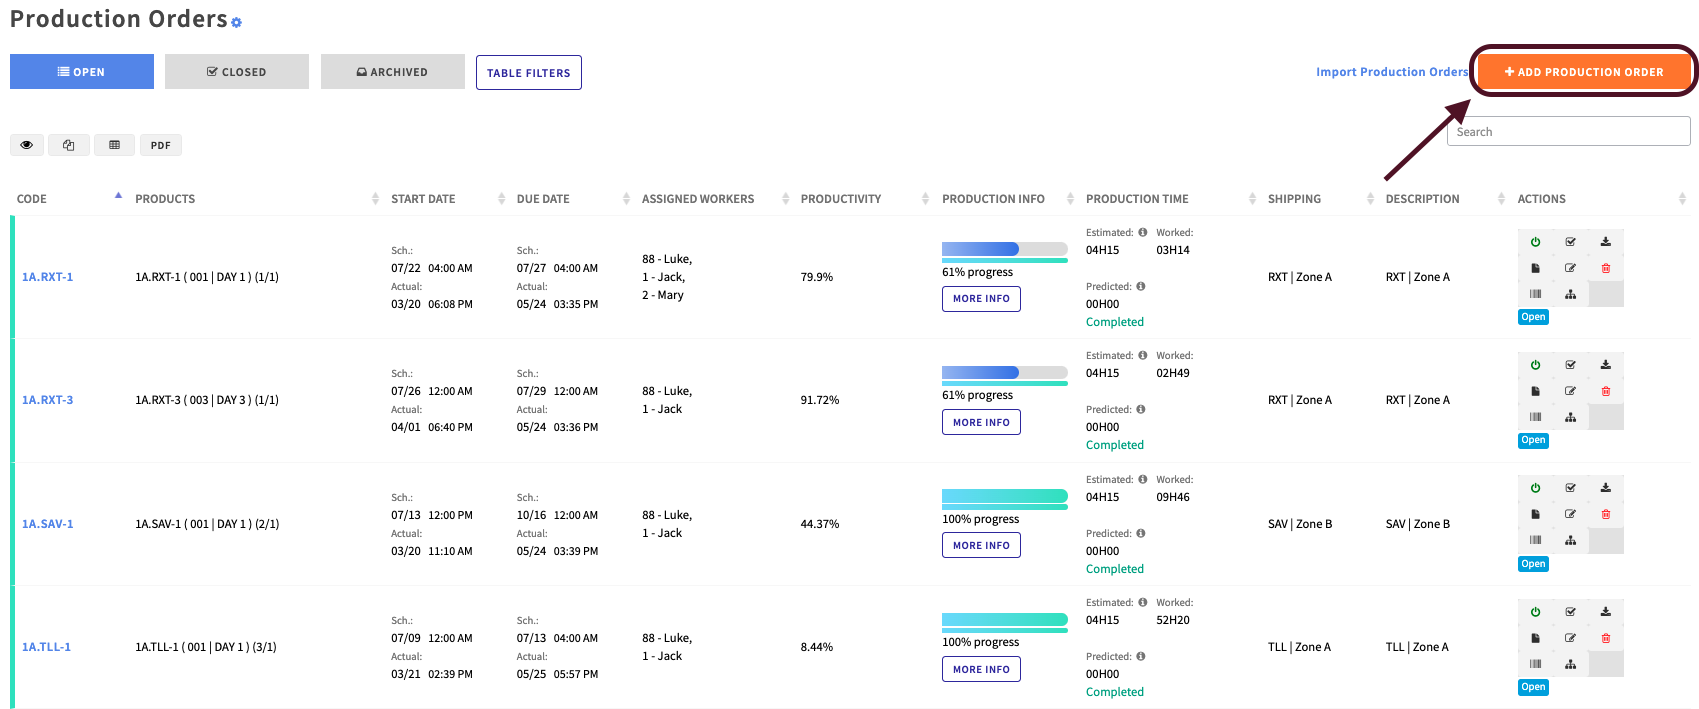 Production Orders
OPEN
CLOSED
ARCHIVED
TABLE FILTERS
Import Production Orders
ADD PRODUCTION ORDER
Search
PDF
CODE PRODUCTS START DATE DUE DATE ASSIGNED WORKERS PRODUCTIVITY PRODUCTION INFO PRODUCTION TIME SHIPPING DESCRIPTION ACTIONS
1A.RXT-1
1A.RXT-1 ( 001 | DAY 1 ) (1/1)
Sch.:
07/22 04:00 AM
Actual:
03/20 06:08 PM
Sch.:
07/27 04:00 AM
Actual:
05/24 03:35 PM
88 - Luke,
1 - Jack,
2 - Mary
79.9%
61% progress
MORE INFO
Estimated: Worked:
04H15 03H14
Predicted:
00H00
Completed
RXT | Zone A
RXT | Zone A
Open
1A.RXT-3
1A.RXT-3 ( 003 | DAY 3 ) (1/1)
Sch.:
07/26 12:00 AM
Actual:
04/01 06:40 PM
Sch.:
07/29 12:00 AM
Actual:
05/24 03:36 PM
88 - Luke,
1 - Jack
91.72%
61% progress
MORE INFO
Estimated: Worked:
04H15 02H49
Predicted:
00H00
Completed
RXT | Zone A
RXT | Zone A
Open
1A.SAV-1
1A.SAV-1 ( 001 | DAY 1 ) (2/1)
Sch.:
07/13 12:00 PM
Actual:
03/20 11:10 AM
Sch.:
10/16 12:00 AM
Actual:
05/24 03:39 PM
88 - Luke,
1 - Jack
44.37%
100% progress
MORE INFO
Estimated: Worked:
04H15 09H46
Predicted:
00H00
Completed
SAV | Zone B
SAV | Zone B
Open
1A.TLL-1
1A.TLL-1 ( 001 | DAY 1 ) (3/1)
Sch.:
07/09 12:00 AM
Actual:
03/21 02:39 PM
Sch.:
07/13 04:00 AM
Actual:
05/25 05:57 PM
88 - Luke,
1 - Jack
8.44%
100% progress
MORE INFO
Estimated: Worked:
04H15 52H20
Predicted:
00H00
Completed
TLL | Zone A
TLL | Zone A
Open